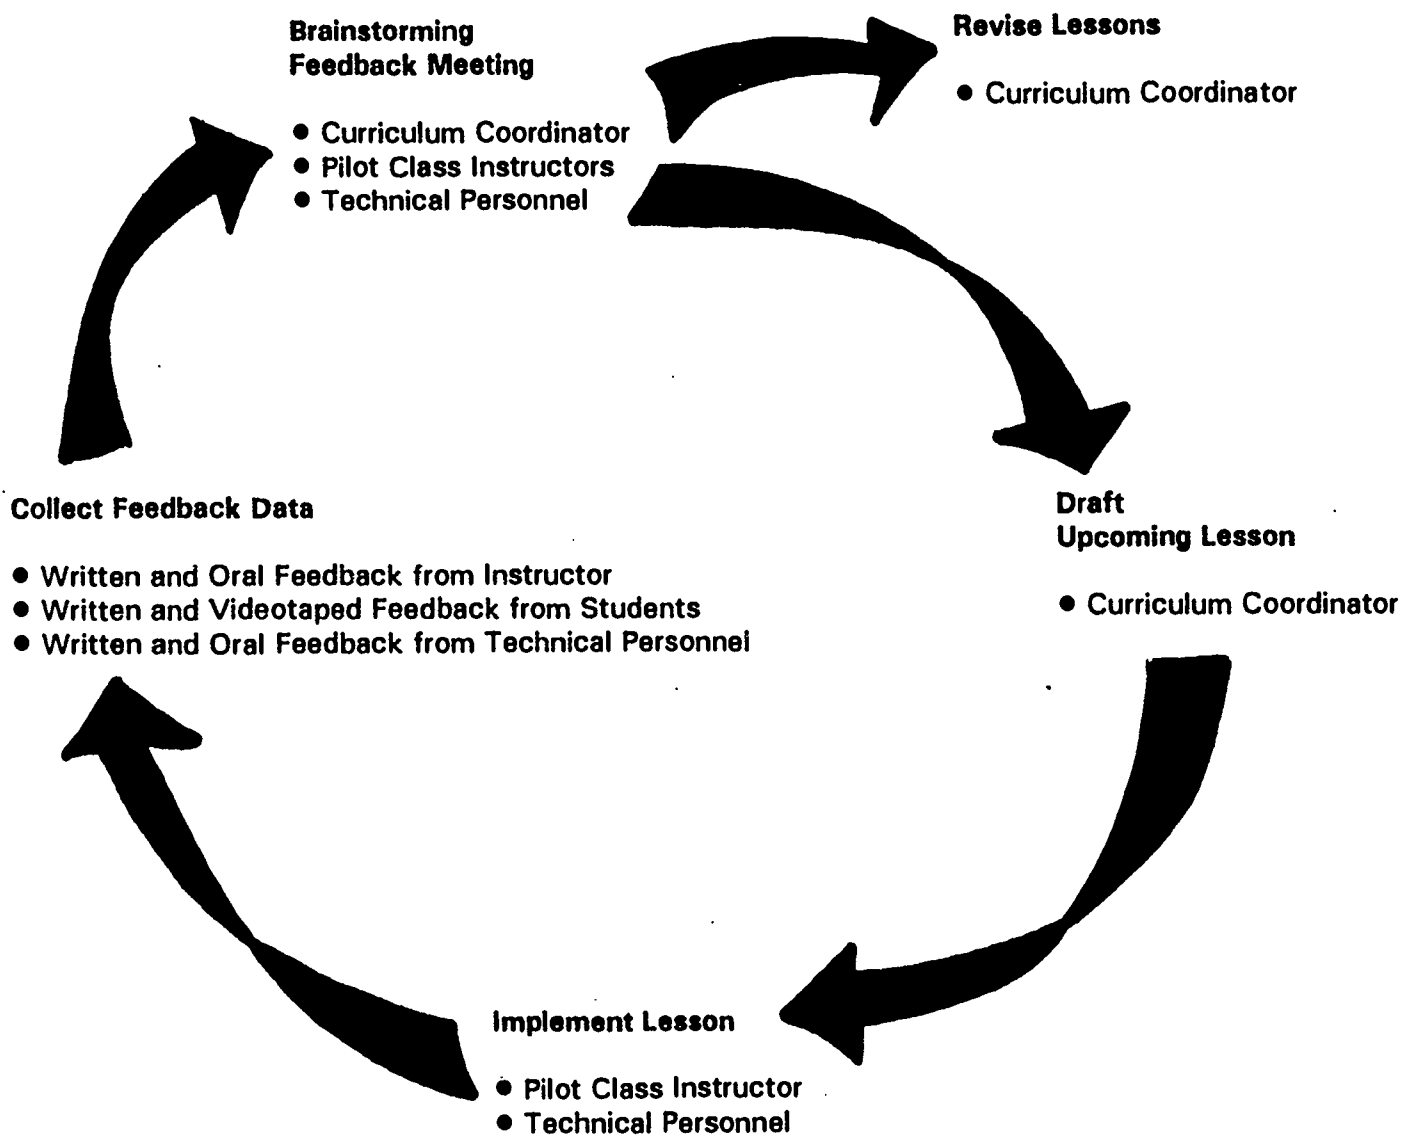 Brainstorming
Feedback Meeting
● Curriculum Coordinator
● Pilot Class Instructors
● Technical Personnel
Revise Lessons
● Curriculum Coordinator
Draft
Upcoming Lesson
● Curriculum Coordinator
Implement Lesson
● Pilot Class Instructor
● Technical Personnel
Collect Feedback Data
● Written and Oral Feedback from Instructor
● Written and Videotaped Feedback from Students
● Written and Oral Feedback from Technical Personnel